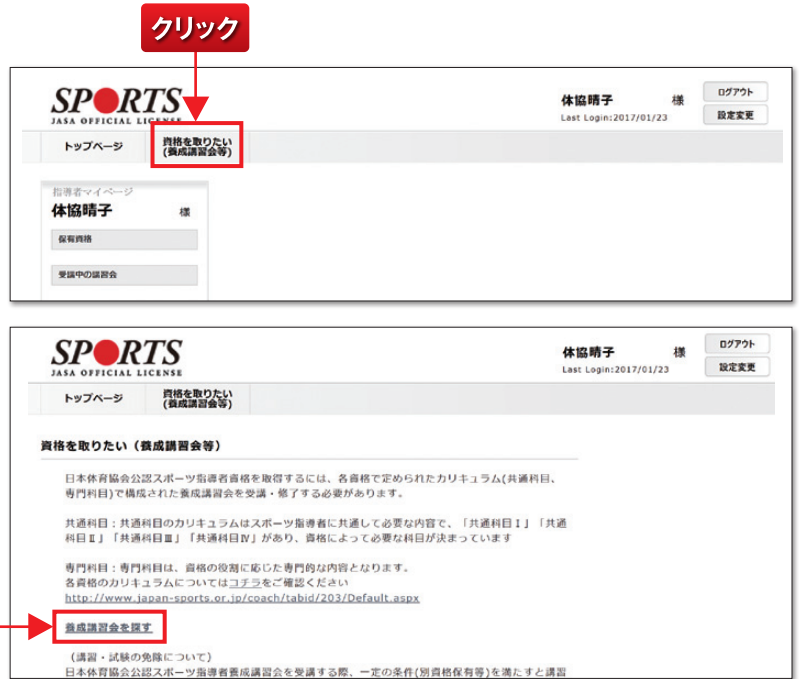 クリック
SPORTS
JASA OFFICIAL LICENSE
体協晴子 様
Last Login:2017/01/23
ログアウト
設定変更
トップページ
資格を取りたい
(養成講習会等)
指導者マイページ
体協晴子 様
保有資格
受講中の講習会
SPORTS
JASA OFFICIAL LICENSE
体協晴子 様
Last Login:2017/01/23
ログアウト
設定変更
トップページ
資格を取りたい
(養成講習会等)
資格を取りたい（養成講習会等）
日本体育協会公認スポーツ指導者資格を取得するには、各資格で定められたカリキュラム(共通科目、
専門科目)で構成された養成講習会を受講・修了する必要があります。
共通科目：共通科目のカリキュラムはスポーツ指導者に共通して必要な内容で、「共通科目Ⅰ」「共通
科目Ⅱ」「共通科目Ⅲ」「共通科目Ⅳ」があり、資格によって必要な科目が決まっています
専門科目：専門科目は、資格の役割に応じた専門的な内容となります。
各資格のカリキュラムについてはコチラをご確認ください
http://www.japan-sports.or.jp/coach/tabid/203/Default.aspx
養成講習会を探す
（講習・試験の免除について）
日本体育協会公認スポーツ指導者養成講習会を受講する際、一定の条件(別資格保有等)を満たすと講習